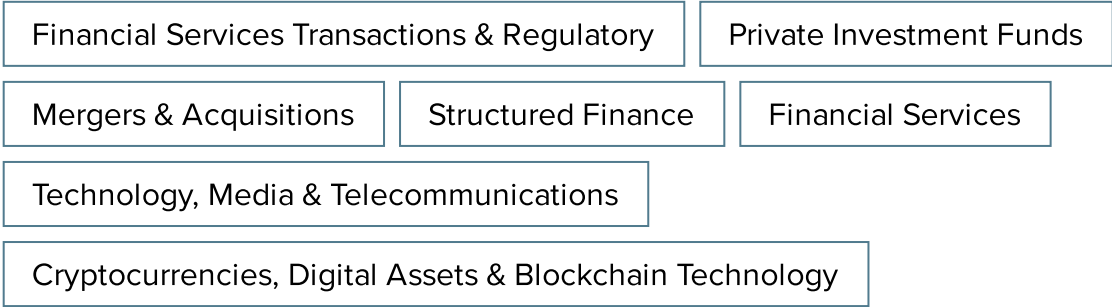 Financial Services Transactions & Regulatory
Private Investment Funds
Mergers & Acquisitions
Structured Finance
Financial Services
Technology, Media & Telecommunications
Cryptocurrencies, Digital Assets & Blockchain Technology